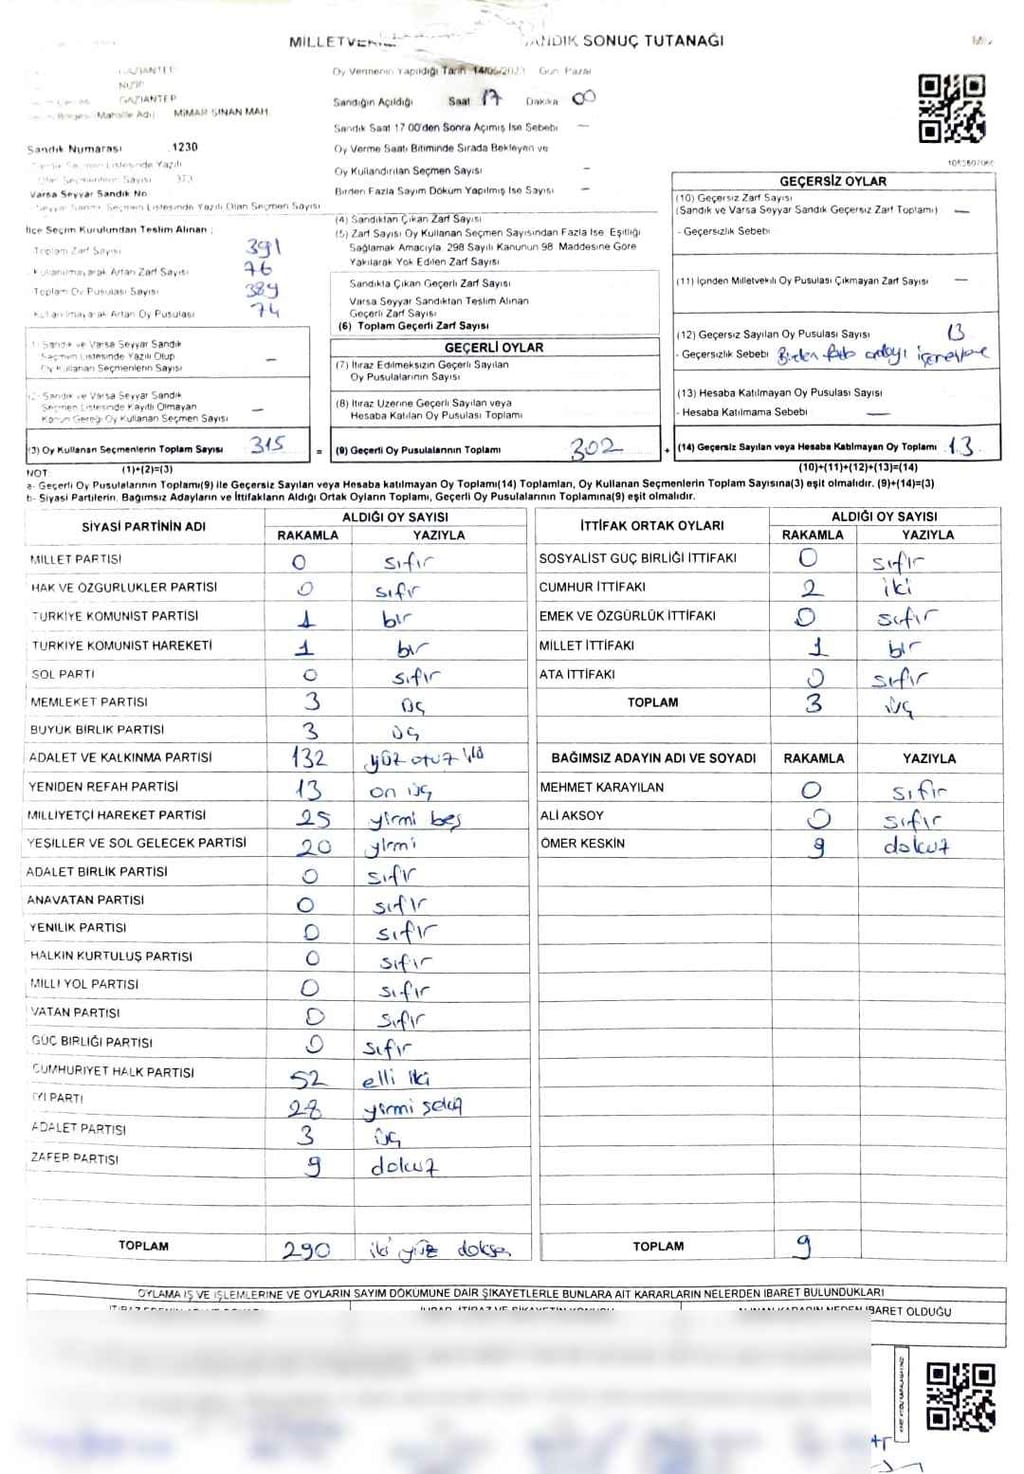 SANDIK SONUÇ TUTANAĞI
GAZİANTEP
Oy Vermenin Yapıldığı Tarih 14/05/2023 Gün Pazar
NİZİP
GAZİANTEP
Sandığın Açıldığı Saat 17 Dakika 00
Mahalle Adı MİMAR SİNAN MAH
Sandık Saat 17 00'den Sonra Açılmış İse Sebebi —
Sandık Numarası 1230
Oy Verme Saati Bitiminde Sırada Bekleyen ve
Oy Kullandırılan Seçmen Sayısı –
1053607060
Sandık Seçmen Listesinde Yazılı
Olan Seçmenlerin Sayısı 373
Varsa Seyyar Sandık No
Birden Fazla Sayım Döküm Yapılmış İse Sayısı –
Seyyar Sandık Seçmen Listesinde Yazılı Olan Seçmen Sayısı
İlçe Seçim Kurulundan Teslim Alınan :
Toplam Zarf Sayısı 391
- Kullanılmayarak Artan Zarf Sayısı 76
Toplam Oy Pusulası Sayısı 389
- Kullanılmayarak Artan Oy Pusulası 74
(4) Sandıktan Çıkan Zarf Sayısı
(5) Zarf Sayısı Oy Kullanan Seçmen Sayısından Fazla İse, Eşitliği
Sağlamak Amacıyla, 298 Sayılı Kanunun 98. Maddesine Göre
Yakılarak Yok Edilen Zarf Sayısı
Sandıkta Çıkan Geçerli Zarf Sayısı
Varsa Seyyar Sandıktan Teslim Alınan
Geçerli Zarf Sayısı
(6) Toplam Geçerli Zarf Sayısı
GEÇERSİZ OYLAR
(10) Geçersiz Zarf Sayısı
(Sandık ve Varsa Seyyar Sandık Geçersiz Zarf Toplamı) —
- Geçersizlik Sebebi
(11) İçinden Milletvekili Oy Pusulası Çıkmayan Zarf Sayısı —
(12) Geçersiz Sayılan Oy Pusulası Sayısı 13
- Geçersizlik Sebebi Birden fazla
(13) Hesaba Katılmayan Oy Pusulası Sayısı
- Hesaba Katılmama Sebebi —
(1) Sandık ve Varsa Seyyar Sandık
Seçmen Listesinde Yazılı Olup
Oy Kullanan Seçmenlerin Sayısı –
(2) Sandık ve Varsa Seyyar Sandık
Seçmen Listesinde Kayıtlı Olmayan
Kanun Gereği Oy Kullanan Seçmen Sayısı –
GEÇERLİ OYLAR
(7) İtiraz Edilmeksizin Geçerli Sayılan
Oy Pusulalarının Sayısı
(8) İtiraz Üzerine Geçerli Sayılan veya
Hesaba Katılan Oy Pusulası Toplamı
(3) Oy Kullanan Seçmenlerin Toplam Sayısı 315 = (9) Geçerli Oy Pusulalarının Toplamı 302 + (14) Geçersiz Sayılan veya Hesaba Katılmayan Oy Toplamı 13
NOT: (1)+(2)=(3) (10)+(11)+(12)+(13)=(14)
a- Geçerli Oy Pusulalarının Toplamı(9) ile Geçersiz Sayılan veya Hesaba katılmayan Oy Toplamı(14) Toplamları, Oy Kullanan Seçmenlerin Toplam Sayısına(3) eşit olmalıdır. (9)+(14)=(3)
b- Siyasi Partilerin, Bağımsız Adayların ve İttifakların Aldığı Ortak Oyların Toplamı, Geçerli Oy Pusulalarının Toplamına(9) eşit olmalıdır.
SİYASİ PARTİNİN ADI ALDIĞI OY SAYISI
RAKAMLA YAZIYLA
MİLLET PARTİSİ 0 sıfır
HAK VE ÖZGÜRLÜKLER PARTİSİ 0 sıfır
TÜRKİYE KOMÜNİST PARTİSİ 1 bir
TÜRKİYE KOMÜNİST HAREKETİ 1 bir
SOL PARTİ 0 sıfır
MEMLEKET PARTİSİ 3 üç
BÜYÜK BİRLİK PARTİSİ 3 üç
ADALET VE KALKINMA PARTİSİ 132 yüz otuz iki
YENİDEN REFAH PARTİSİ 13 on üç
MİLLİYETÇİ HAREKET PARTİSİ 25 yirmi beş
YEŞİLLER VE SOL GELECEK PARTİSİ 20 yirmi
ADALET BİRLİK PARTİSİ 0 sıfır
ANAVATAN PARTİSİ 0 sıfır
YENİLİK PARTİSİ 0 sıfır
HALKIN KURTULUŞ PARTİSİ 0 sıfır
MİLLİ YOL PARTİSİ 0 sıfır
VATAN PARTİSİ 0 sıfır
GÜÇ BİRLİĞİ PARTİSİ 0 sıfır
CUMHURİYET HALK PARTİSİ 52 elli iki
İYİ PARTİ 28 yirmi sekiz
ADALET PARTİSİ 3 üç
ZAFER PARTİSİ 9 dokuz
TOPLAM 290 iki yüz doksan
İTTİFAK ORTAK OYLARI ALDIĞI OY SAYISI
RAKAMLA YAZIYLA
SOSYALİST GÜÇ BİRLİĞİ İTTİFAKI 0 sıfır
CUMHUR İTTİFAKI 2 iki
EMEK VE ÖZGÜRLÜK İTTİFAKI 0 sıfır
MİLLET İTTİFAKI 1 bir
ATA İTTİFAKI 0 sıfır
TOPLAM 3 üç
BAĞIMSIZ ADAYIN ADI VE SOYADI RAKAMLA YAZIYLA
MEHMET KARAYILAN 0 sıfır
ALİ AKSOY 0 sıfır
ÖMER KESKİN 9 dokuz
TOPLAM 9
OYLAMA İŞ VE İŞLEMLERİNE VE OYLARIN SAYIM DÖKÜMÜNE DAİR ŞİKAYETLERLE BUNLARA AİT KARARLARIN NELERDEN İBARET BULUNDUKLARI
İBARET OLDUĞU